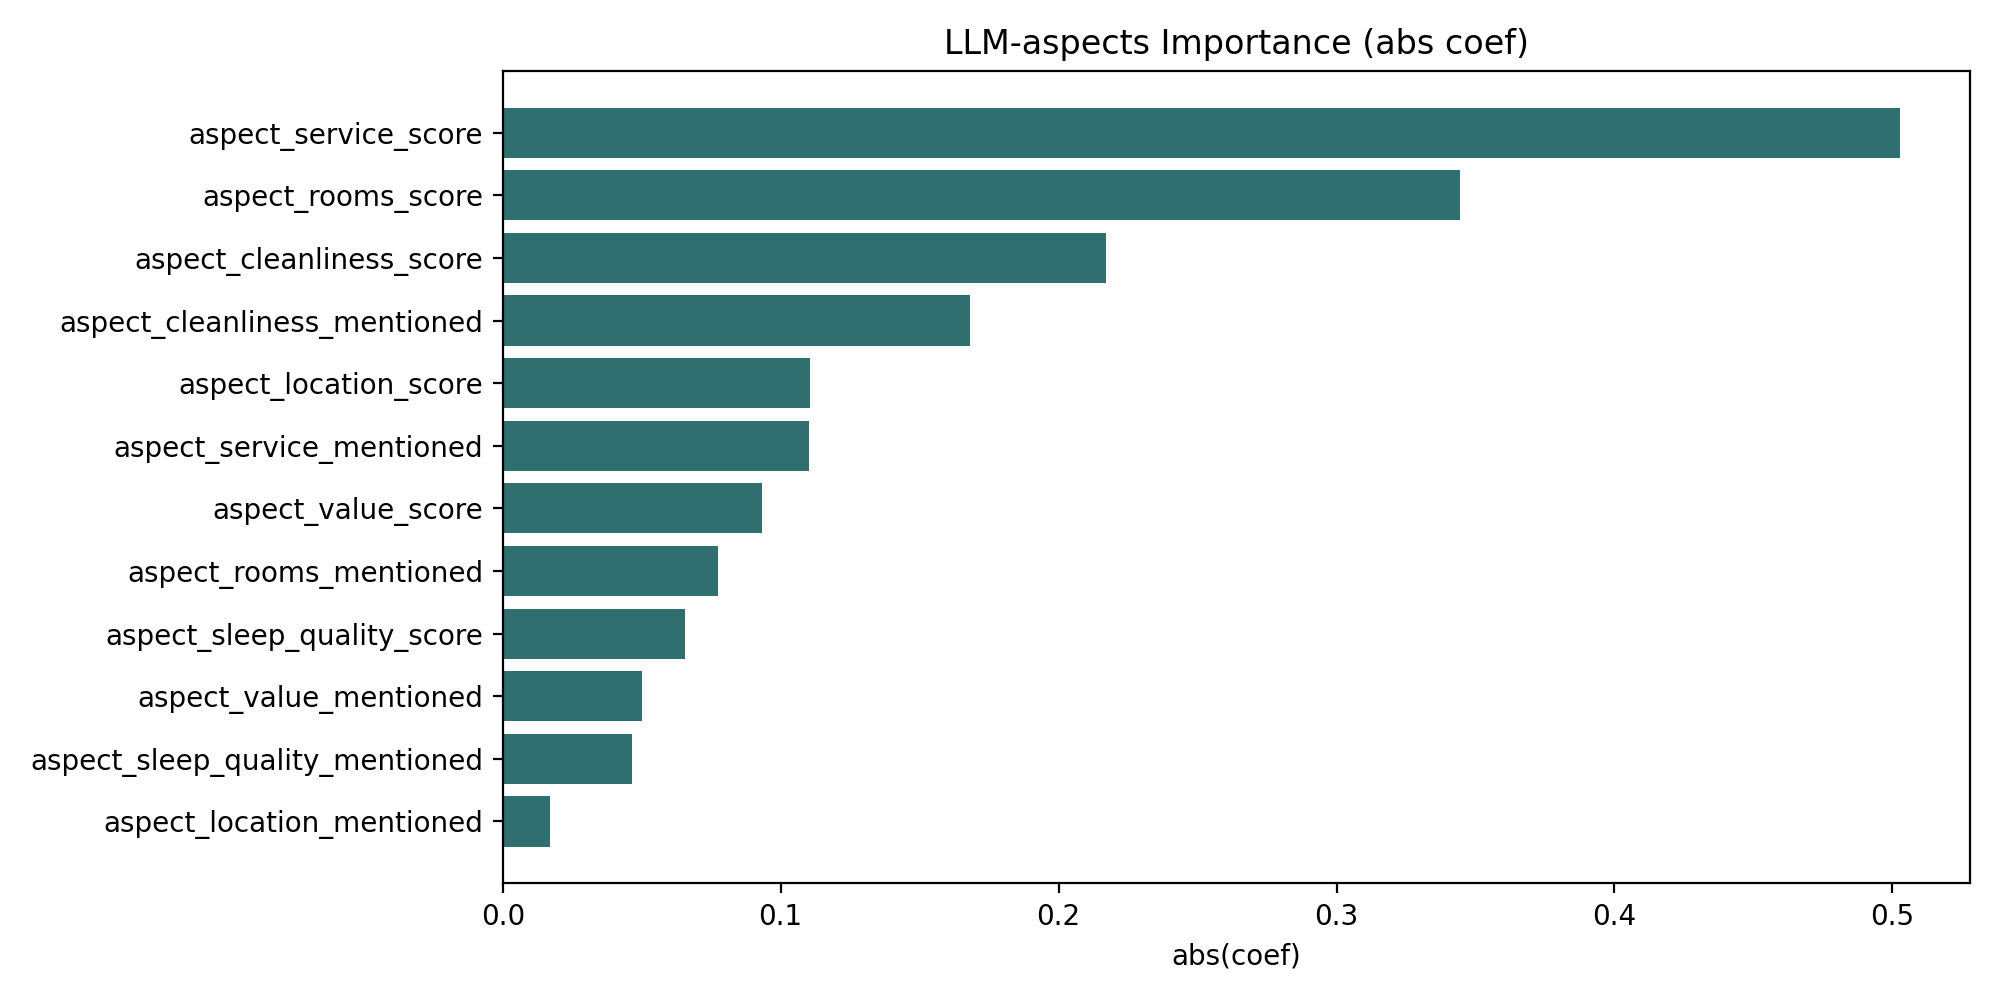 LLM-aspects Importance (abs coef)
aspect_service_score
aspect_rooms_score
aspect_cleanliness_score
aspect_cleanliness_mentioned
aspect_location_score
aspect_service_mentioned
aspect_value_score
aspect_rooms_mentioned
aspect_sleep_quality_score
aspect_value_mentioned
aspect_sleep_quality_mentioned
aspect_location_mentioned
0.0 0.1 0.2 0.3 0.4 0.5
abs(coef)